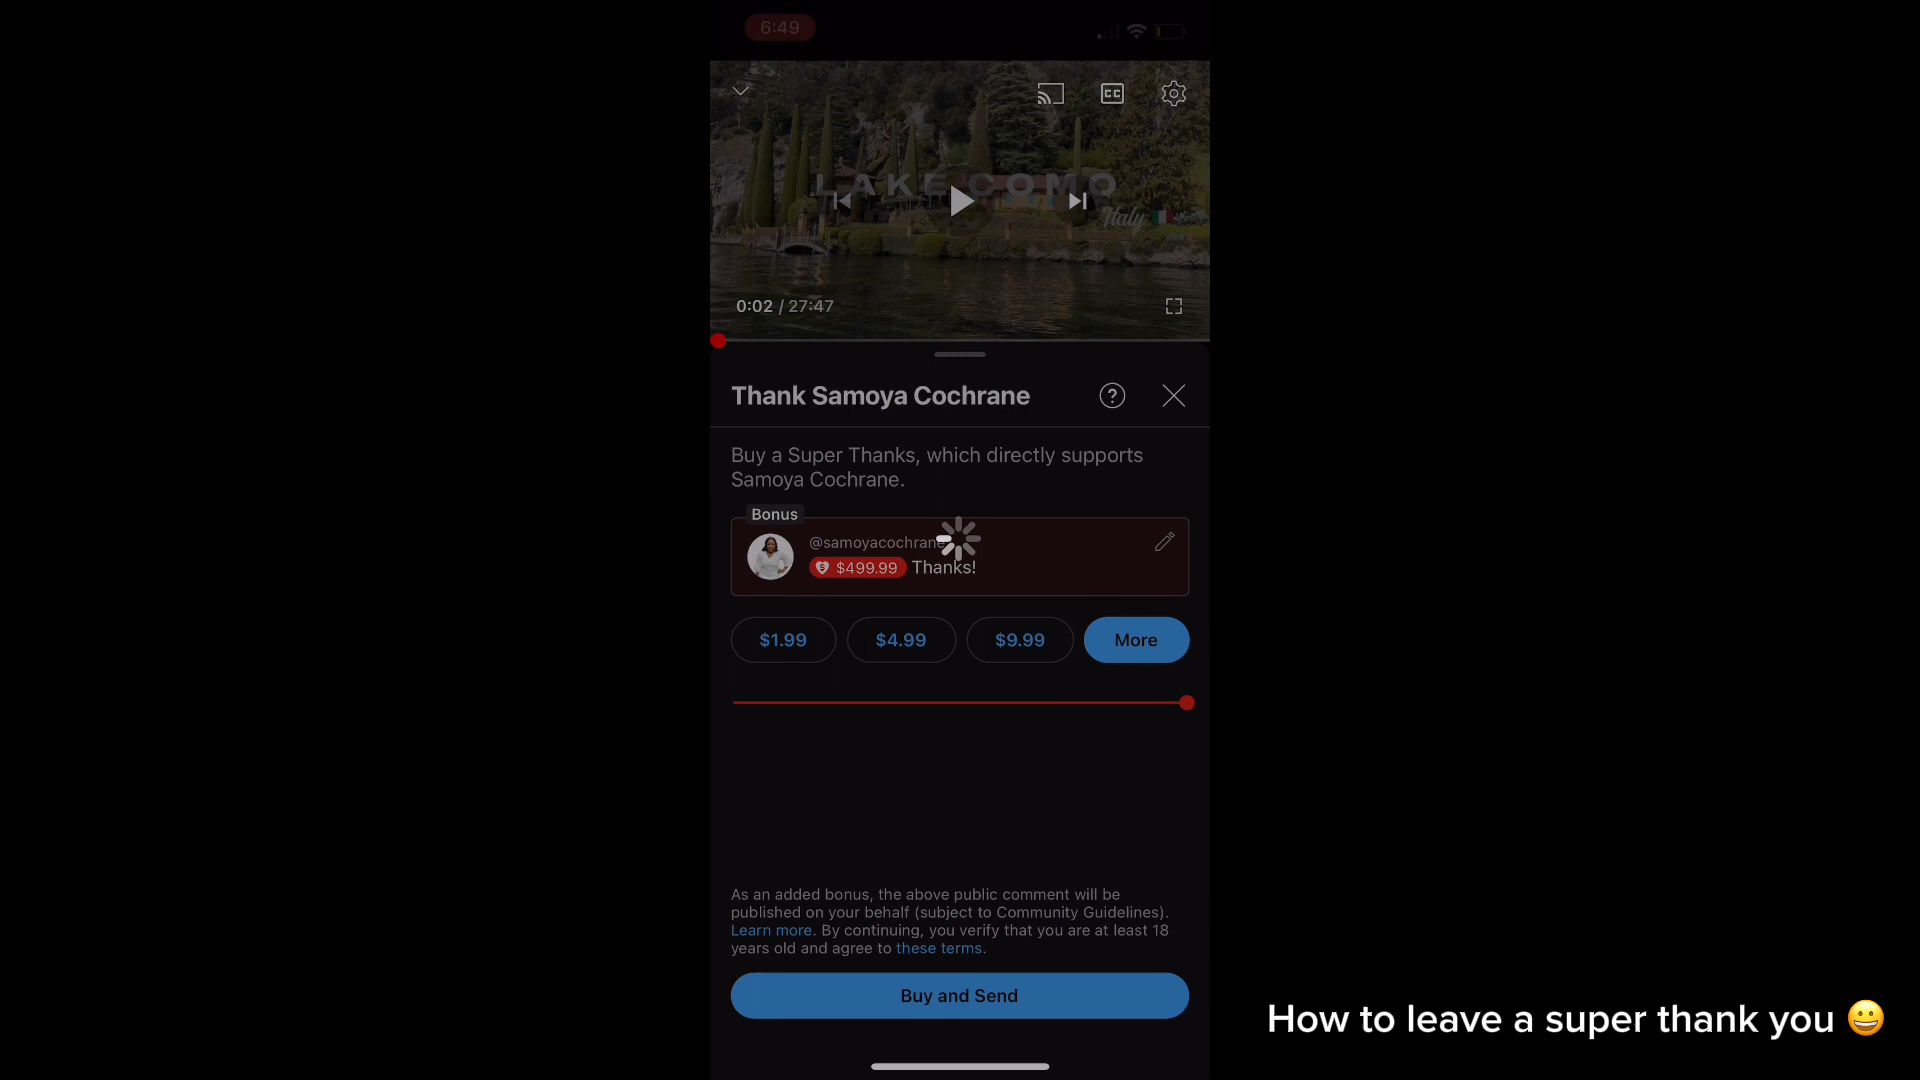 6:49
CC
LAKE COMO
Italy
0:02 / 27:47
Thank Samoya Cochrane
?
Buy a Super Thanks, which directly supports
Samoya Cochrane.
Bonus
@samoyacochrane
$499.99 Thanks!
$1.99 $4.99 $9.99 More
As an added bonus, the above public comment will be
published on your behalf (subject to Community Guidelines).
Learn more. By continuing, you verify that you are at least 18
years old and agree to these terms.
Buy and Send
How to leave a super thank you 😀